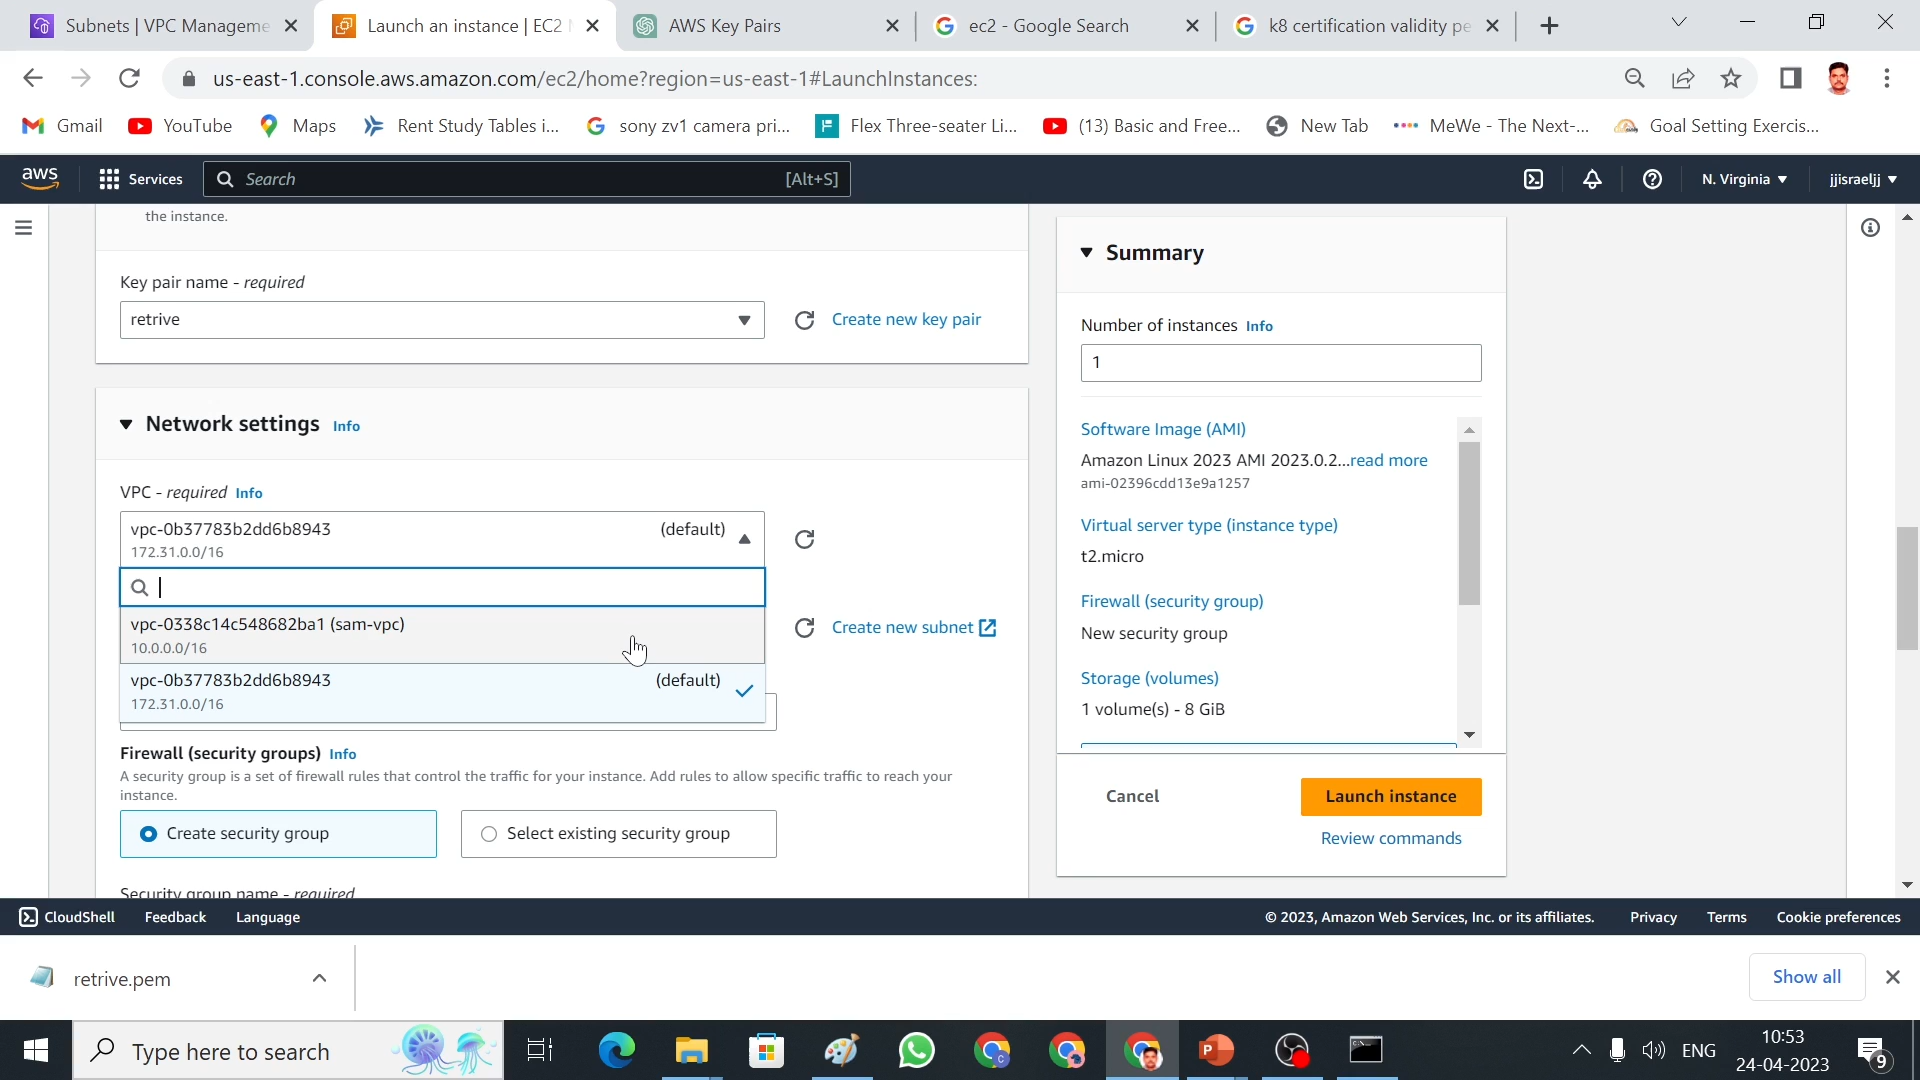 Subnets | VPC Manageme
Launch an instance | EC2
AWS Key Pairs
ec2 - Google Search
k8 certification validity pe
us-east-1.console.aws.amazon.com/ec2/home?region=us-east-1#LaunchInstances:
Gmail
YouTube
Maps
Rent Study Tables i...
sony zv1 camera pri...
Flex Three-seater Li...
(13) Basic and Free...
New Tab
MeWe - The Next-...
Goal Setting Exercis...
aws
Services
Search
[Alt+S]
N. Virginia
jjisraeljj
the instance.
Key pair name - required
retrive
Create new key pair
Network settings Info
VPC - required Info
vpc-0b37783b2dd6b8943 (default)
172.31.0.0/16
vpc-0338c14c548682ba1 (sam-vpc)
10.0.0.0/16
Create new subnet
vpc-0b37783b2dd6b8943 (default)
172.31.0.0/16
Firewall (security groups) Info
A security group is a set of firewall rules that control the traffic for your instance. Add rules to allow specific traffic to reach your
instance.
Create security group
Select existing security group
Security group name - required
Summary
Number of instances Info
1
Software Image (AMI)
Amazon Linux 2023 AMI 2023.0.2...read more
ami-02396cdd13e9a1257
Virtual server type (instance type)
t2.micro
Firewall (security group)
New security group
Storage (volumes)
1 volume(s) - 8 GiB
Cancel
Launch instance
Review commands
CloudShell
Feedback
Language
© 2023, Amazon Web Services, Inc. or its affiliates.
Privacy
Terms
Cookie preferences
retrive.pem
Show all
Type here to search
ENG
10:53
24-04-2023
9